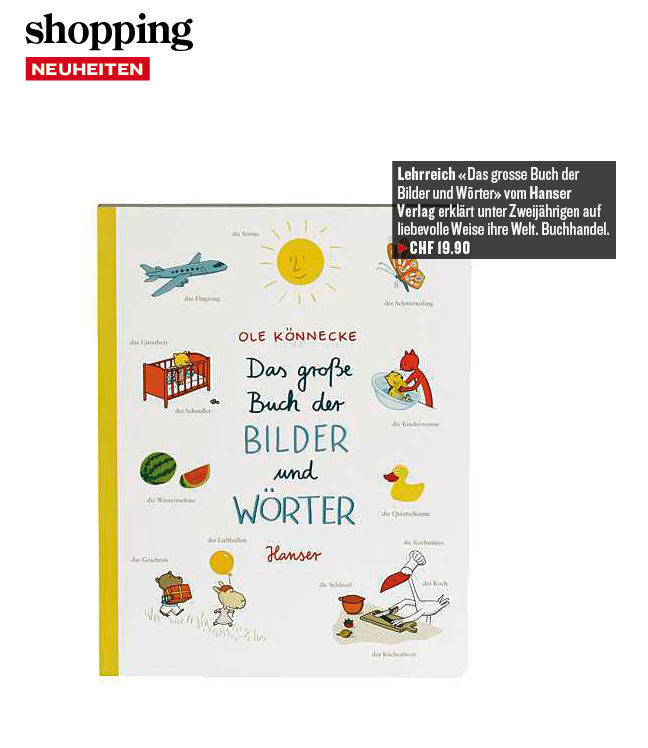 shopping
NEUHEITEN
Lehrreich «Das grosse Buch der
Bilder und Wörter» vom Hanser
Verlag erklärt unter Zweijährigen auf
liebevolle Weise ihre Welt. Buchhandel.
▶ CHF 19.90
die Sonne
das Flugzeug
der Schmetterling
OLE KÖNNECKE
das Gitterbett
Das große
Buch der
der Schnuller
die Kinderwanne
BILDER
und
die Wassermelone
WÖRTER
die Quietscheente
der Luftballon
die Kochmütze
Hanser
das Geschenk
die Schüssel
der Koch
das Küchenbrett